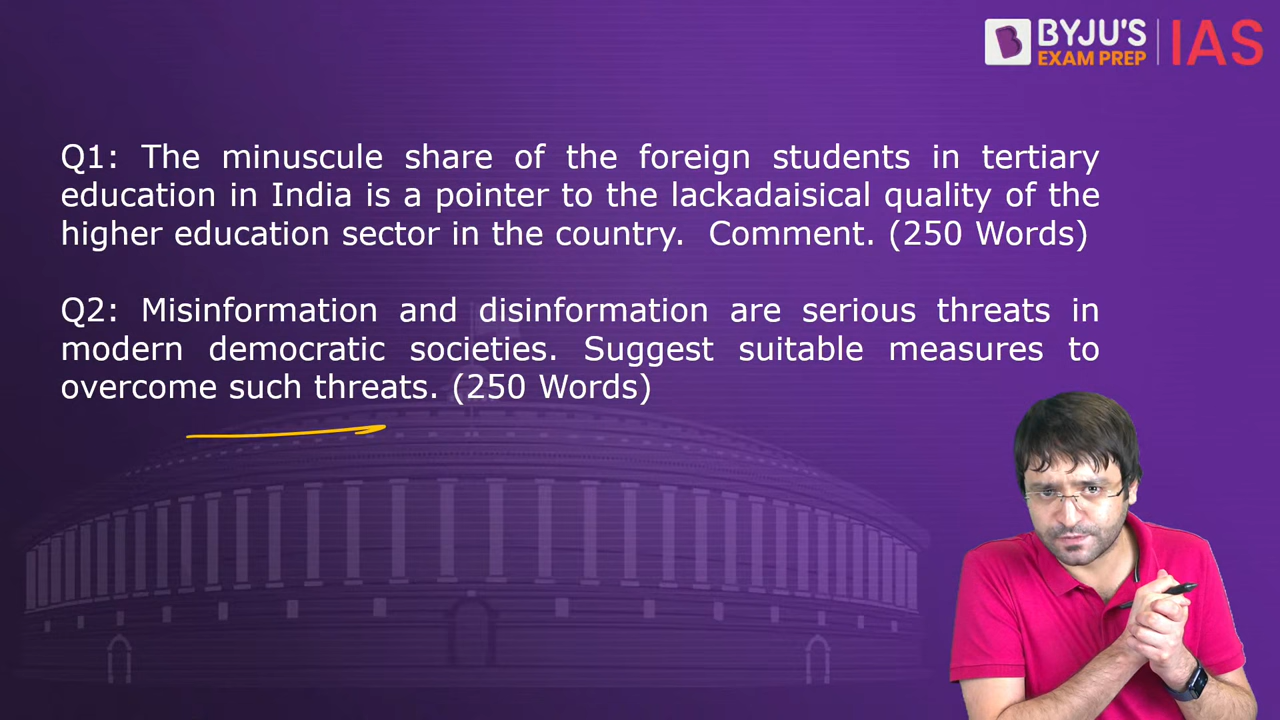 BYJU'S
EXAM PREP
IAS
Q1: The minuscule share of the foreign students in tertiary
education in India is a pointer to the lackadaisical quality of the
higher education sector in the country. Comment. (250 Words)
Q2: Misinformation and disinformation are serious threats in
modern democratic societies. Suggest suitable measures to
overcome such threats. (250 Words)